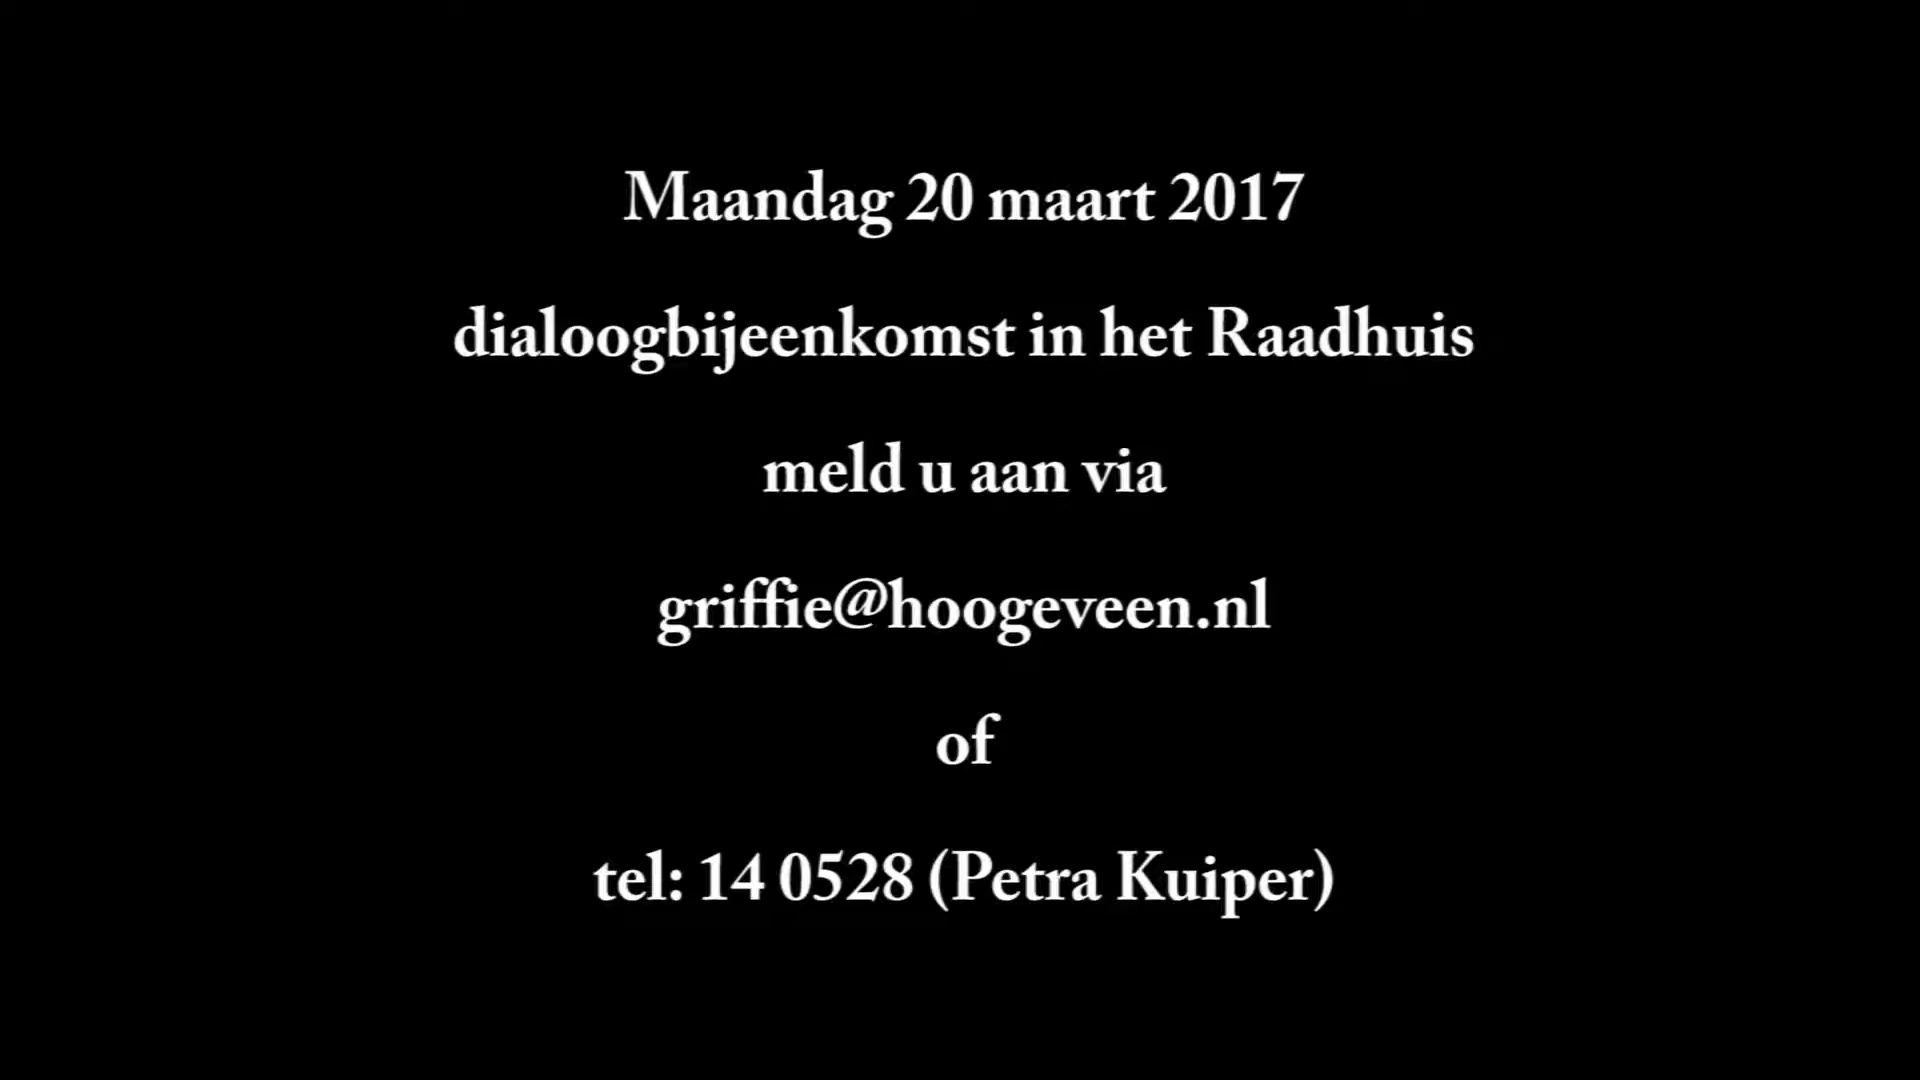 Maandag 20 maart 2017
dialoogbijeenkomst in het Raadhuis
meld u aan via
griffie@hoogeveen.nl
of
tel: 14 0528 (Petra Kuiper)